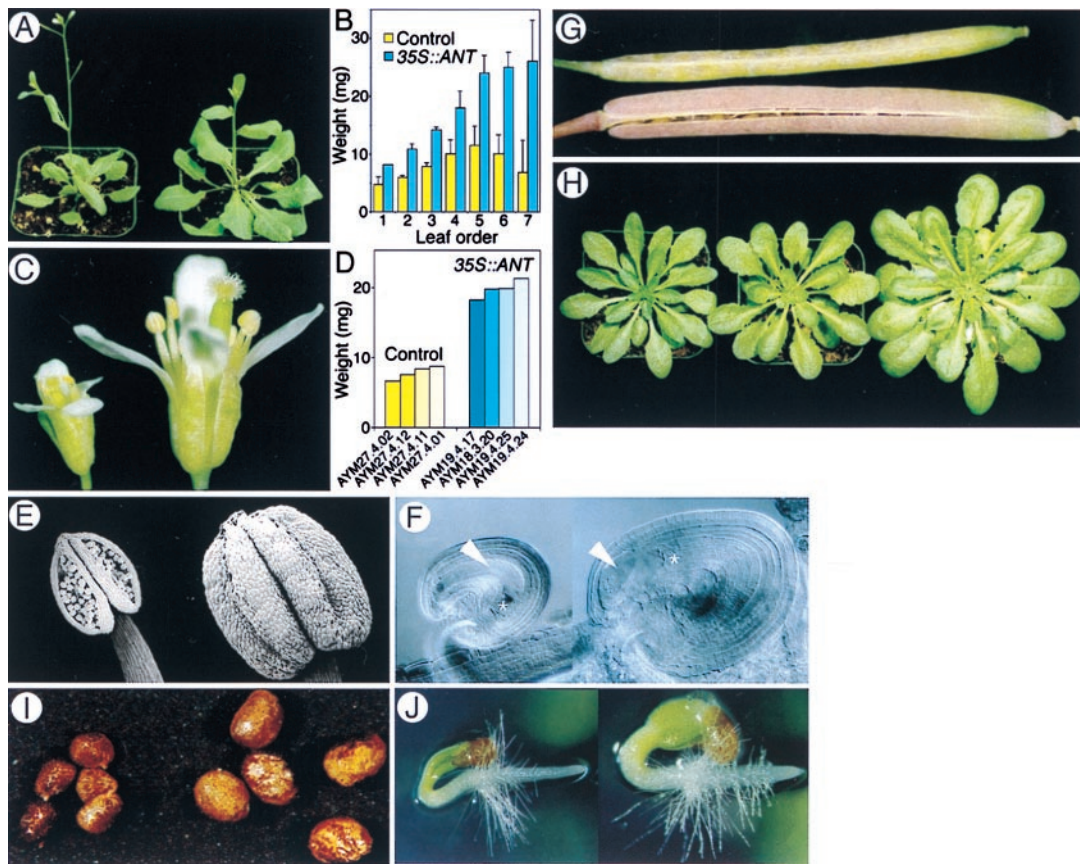 A
B
Control
35S::ANT
Weight (mg)
30
20
10
0
1 2 3 4 5 6 7
Leaf order
C
D
35S::ANT
Control
Weight (mg)
20
10
0
AYM27.4.02
AYM27.4.12
AYM27.4.11
AYM27.4.01
AYM19.4.17
AYM18.3.20
AYM19.4.25
AYM19.4.24
E
F
*
*
G
H
I
J